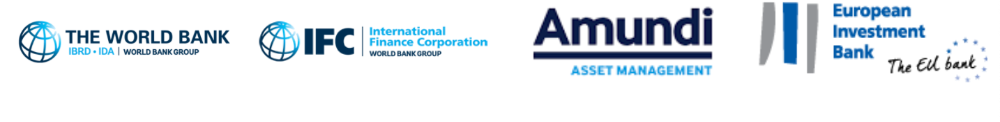 THE WORLD BANK
IBRD • IDA | WORLD BANK GROUP
IFC
International
Finance Corporation
WORLD BANK GROUP
Amundi
ASSET MANAGEMENT
European
Investment
Bank
The EU bank